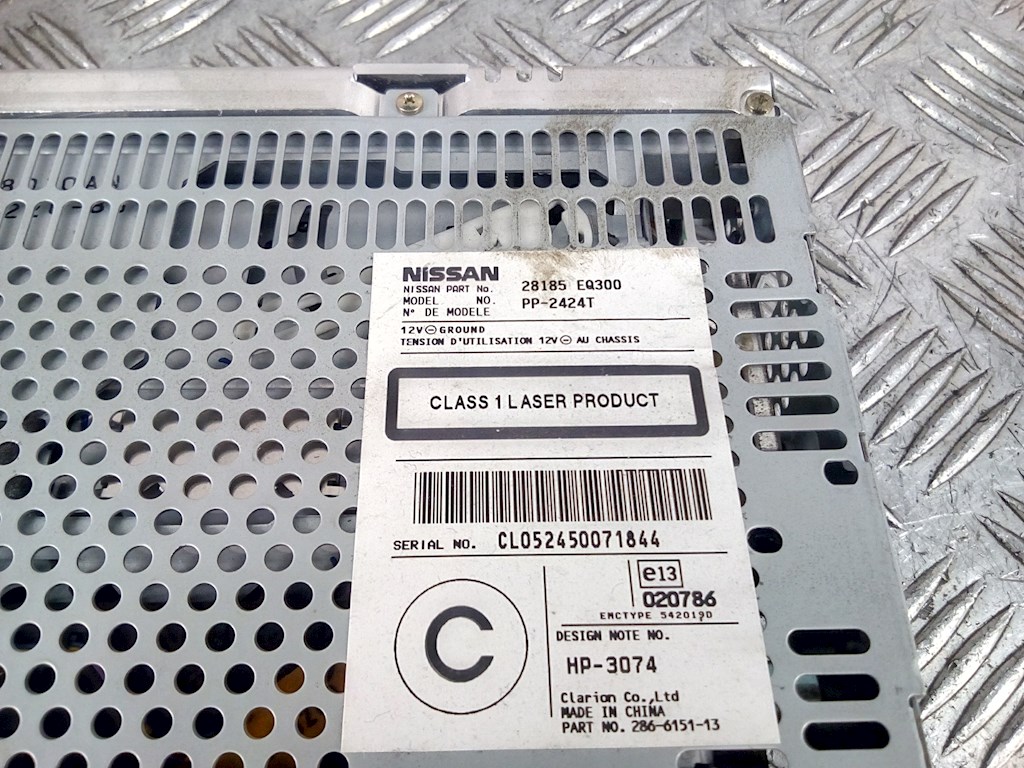 NISSAN
NISSAN PART No. 28185 EQ300
MODEL NO. PP-2424T
N° DE MODELE
12V ⊖ GROUND
TENSION D'UTILISATION 12V ⊖ AU CHASSIS
CLASS 1 LASER PRODUCT
SERIAL NO. CL052450071844
C
e13
020786
EMCTYPE 542019D
DESIGN NOTE NO.
HP-3074
Clarion Co.,Ltd
MADE IN CHINA
PART NO. 286-6151-13